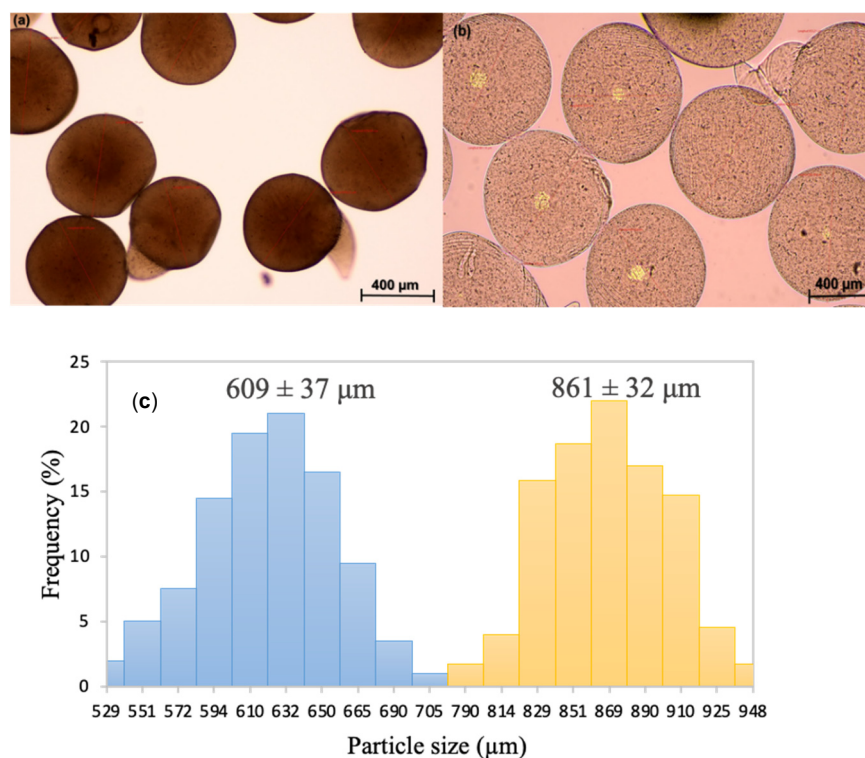 (a)
(b)
400 µm
400 µm
25
20
15
10
5
0
Frequency (%)
(c)
609 ± 37 µm
861 ± 32 µm
529 551 572 594 610 632 650 665 690 705 790 814 829 851 869 890 910 925 948
Particle size (µm)